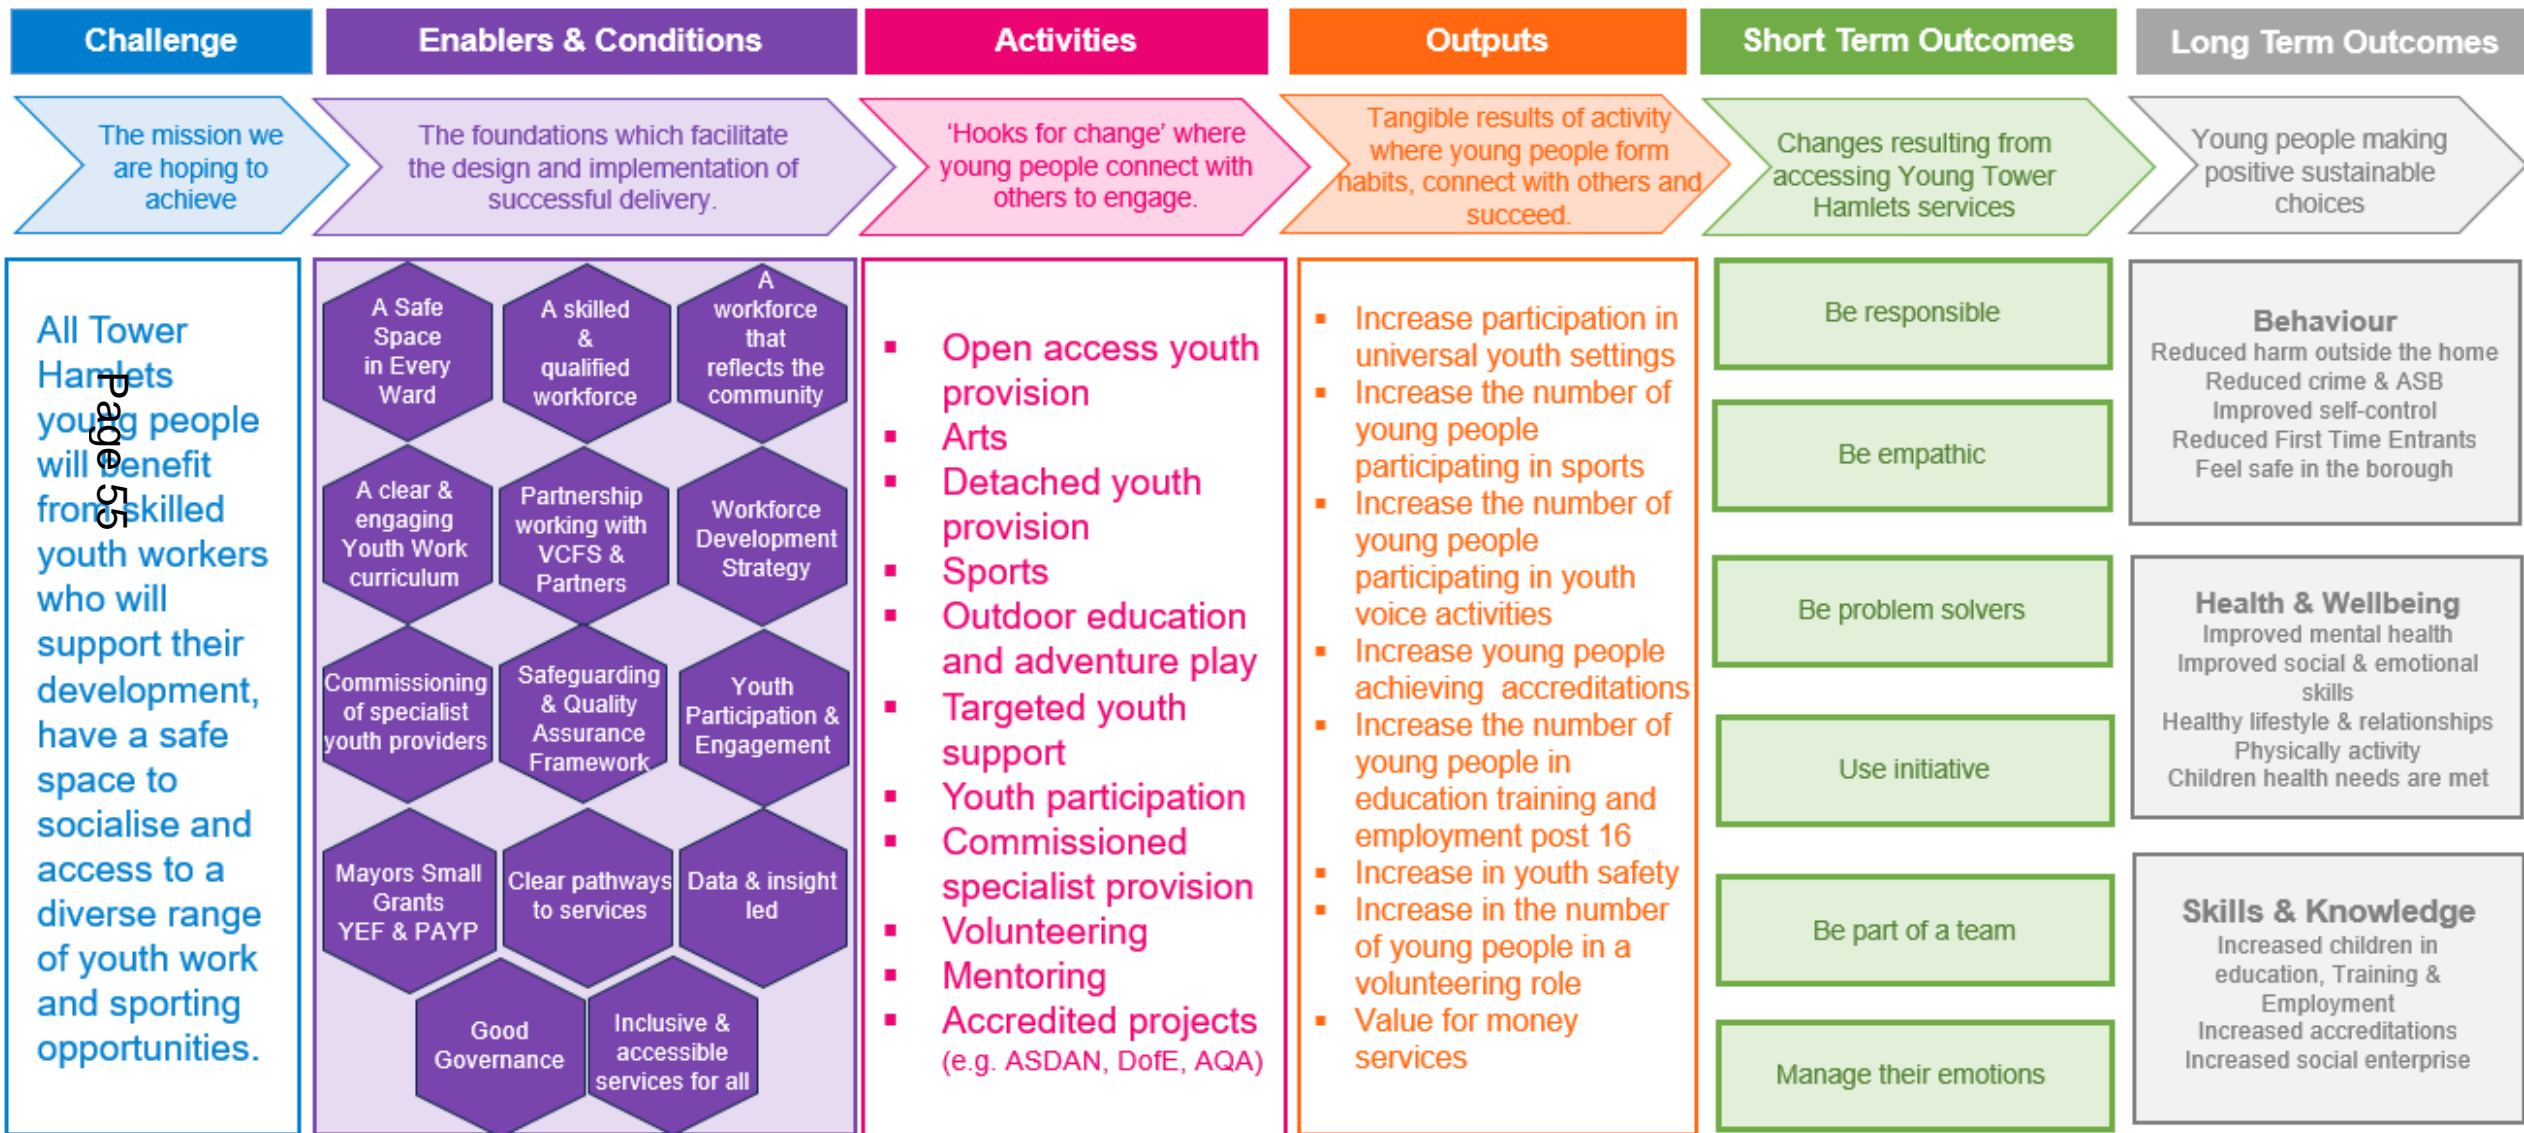 Challenge
Enablers & Conditions
Activities
Outputs
Short Term Outcomes
Long Term Outcomes
The mission we
are hoping to
achieve
The foundations which facilitate
the design and implementation of
successful delivery.
‘Hooks for change’ where
young people connect with
others to engage.
Tangible results of activity
where young people form
habits, connect with others and
succeed.
Changes resulting from
accessing Young Tower
Hamlets services
Young people making
positive sustainable
choices
All Tower
Hamlets
young people
will benefit
from skilled
youth workers
who will
support their
development,
have a safe
space to
socialise and
access to a
diverse range
of youth work
and sporting
opportunities.
Page 55
A Safe
Space
in Every
Ward
A skilled
&
qualified
workforce
A
workforce
that
reflects the
community
A clear &
engaging
Youth Work
curriculum
Partnership
working with
VCFS &
Partners
Workforce
Development
Strategy
Commissioning
of specialist
youth providers
Safeguarding
& Quality
Assurance
Framework
Youth
Participation &
Engagement
Mayors Small
Grants
YEF & PAYP
Clear pathways
to services
Data & insight
led
Good
Governance
Inclusive &
accessible
services for all
▪ Open access youth
provision
▪ Arts
▪ Detached youth
provision
▪ Sports
▪ Outdoor education
and adventure play
▪ Targeted youth
support
▪ Youth participation
▪ Commissioned
specialist provision
▪ Volunteering
▪ Mentoring
▪ Accredited projects
(e.g. ASDAN, DofE, AQA)
▪ Increase participation in
universal youth settings
▪ Increase the number of
young people
participating in sports
▪ Increase the number of
young people
participating in youth
voice activities
▪ Increase young people
achieving accreditations
▪ Increase the number of
young people in
education training and
employment post 16
▪ Increase in youth safety
▪ Increase in the number
of young people in a
volunteering role
▪ Value for money
services
Be responsible
Be empathic
Be problem solvers
Use initiative
Be part of a team
Manage their emotions
Behaviour
Reduced harm outside the home
Reduced crime & ASB
Improved self-control
Reduced First Time Entrants
Feel safe in the borough
Health & Wellbeing
Improved mental health
Improved social & emotional
skills
Healthy lifestyle & relationships
Physically activity
Children health needs are met
Skills & Knowledge
Increased children in
education, Training &
Employment
Increased accreditations
Increased social enterprise